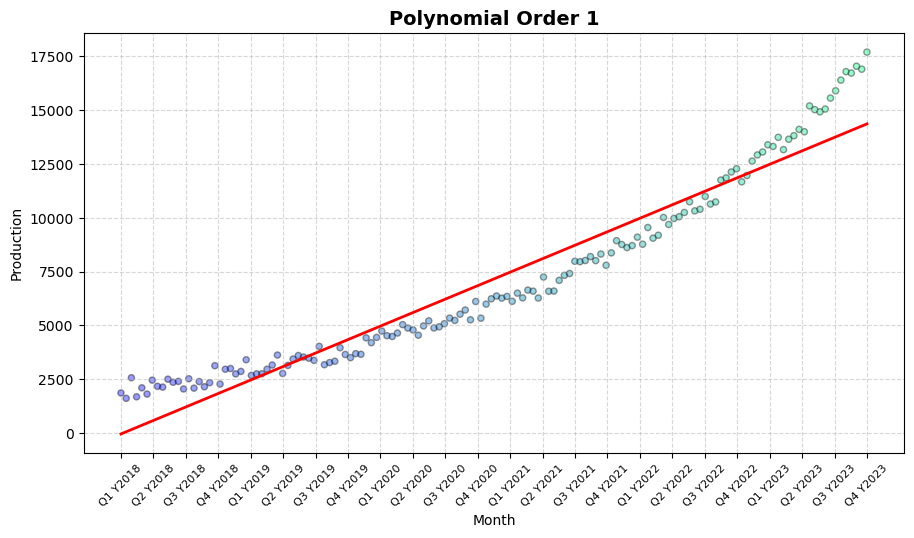 Polynomial Order 1
Production
17500
15000
12500
10000
7500
5000
2500
0
Q1 Y2018
Q2 Y2018
Q3 Y2018
Q4 Y2018
Q1 Y2019
Q2 Y2019
Q3 Y2019
Q4 Y2019
Q1 Y2020
Q2 Y2020
Q3 Y2020
Q4 Y2020
Q1 Y2021
Q2 Y2021
Q3 Y2021
Q4 Y2021
Q1 Y2022
Q2 Y2022
Q3 Y2022
Q4 Y2022
Q1 Y2023
Q2 Y2023
Q3 Y2023
Q4 Y2023
Month